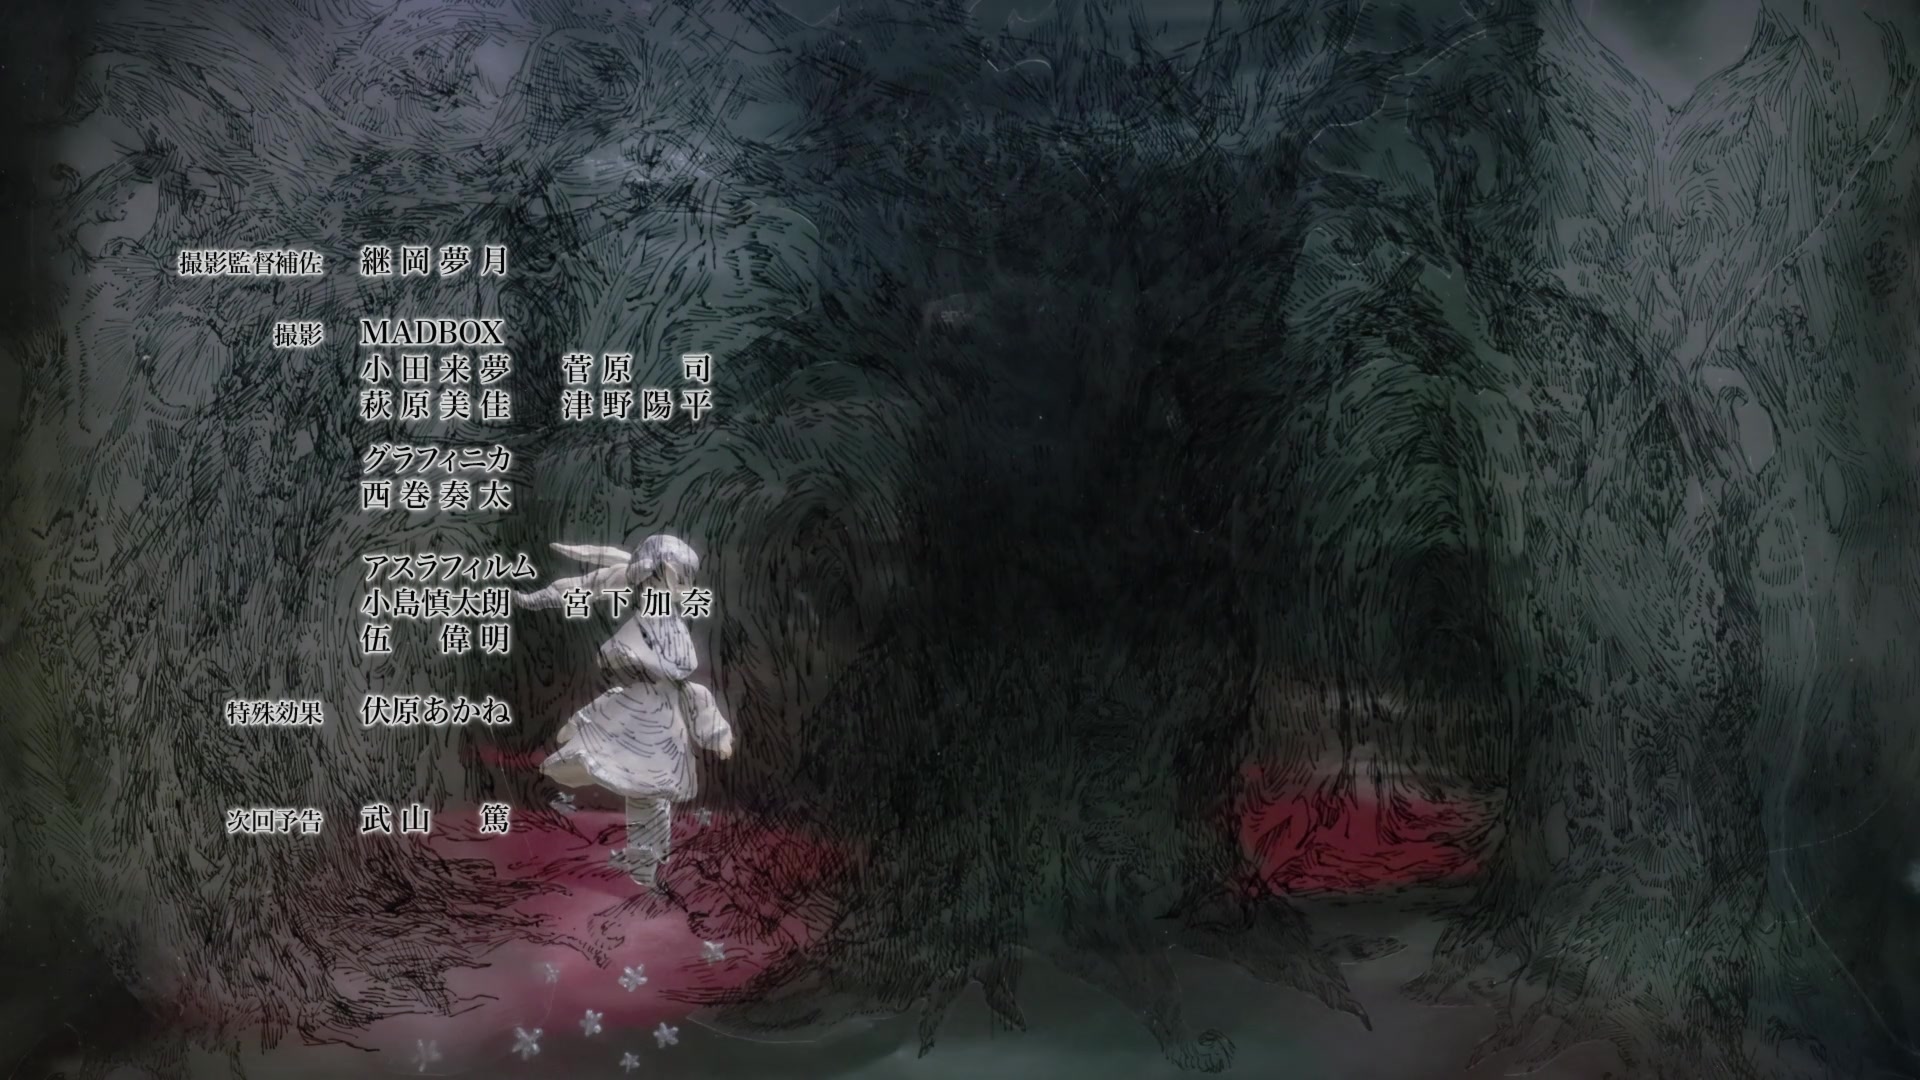 撮影監督補佐 継岡夢月
撮影 MADBOX
小田来夢 菅原 司
萩原美佳 津野陽平
グラフィニカ
西巻奏太
アスラフィルム
小島慎太朗 宮下加奈
伍 偉明
特殊効果 伏原あかね
次回予告 武山 篤